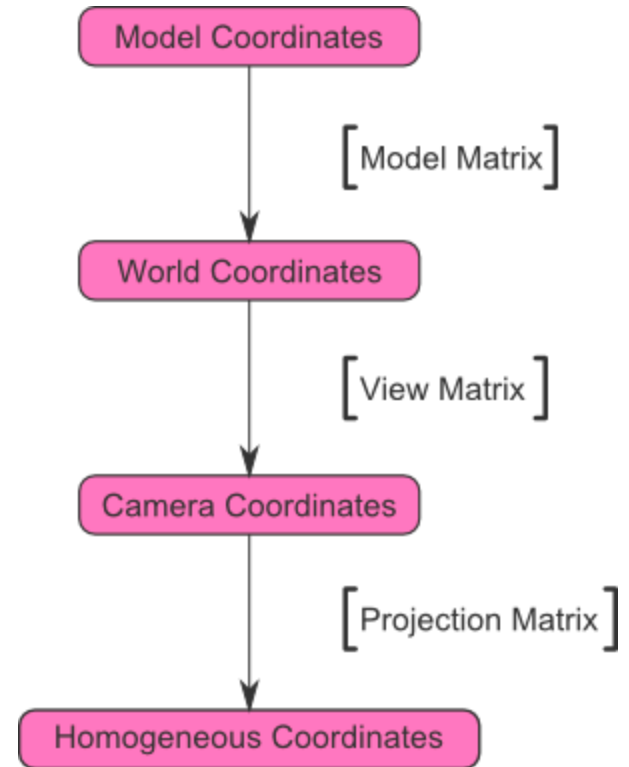 Model Coordinates
[Model Matrix]
World Coordinates
[View Matrix]
Camera Coordinates
[Projection Matrix]
Homogeneous Coordinates